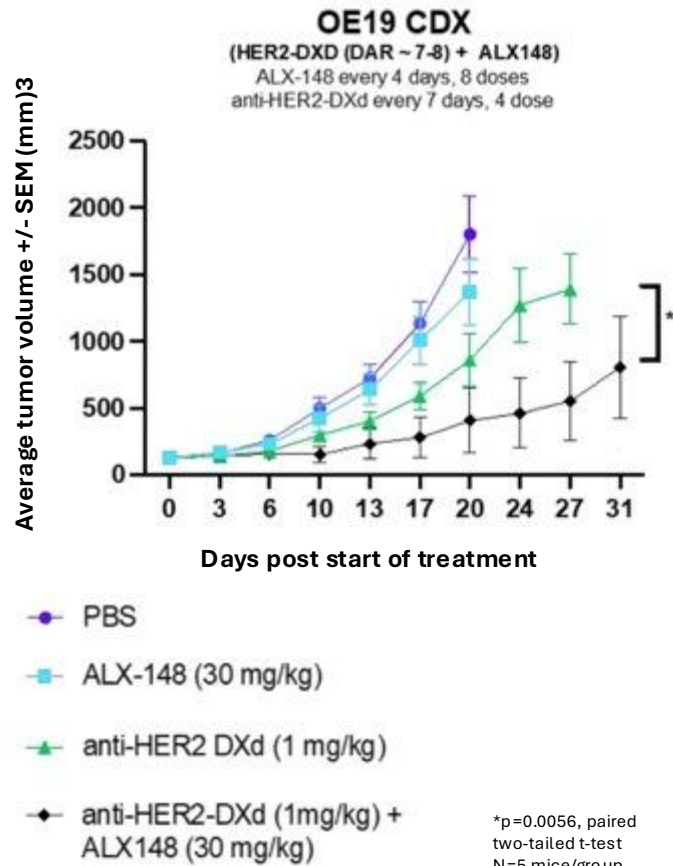 OE19 CDX
(HER2-DXD (DAR ~ 7-8) + ALX148)
ALX-148 every 4 days, 8 doses
anti-HER2-DXd every 7 days, 4 dose
Average tumor volume +/- SEM (mm)3
2500
2000
1500
1000
500
0
*
0 3 6 10 13 17 20 24 27 31
Days post start of treatment
PBS
ALX-148 (30 mg/kg)
anti-HER2 DXd (1 mg/kg)
anti-HER2-DXd (1mg/kg) +
ALX148 (30 mg/kg)
*p=0.0056, paired
two-tailed t-test
N=5 mice/group